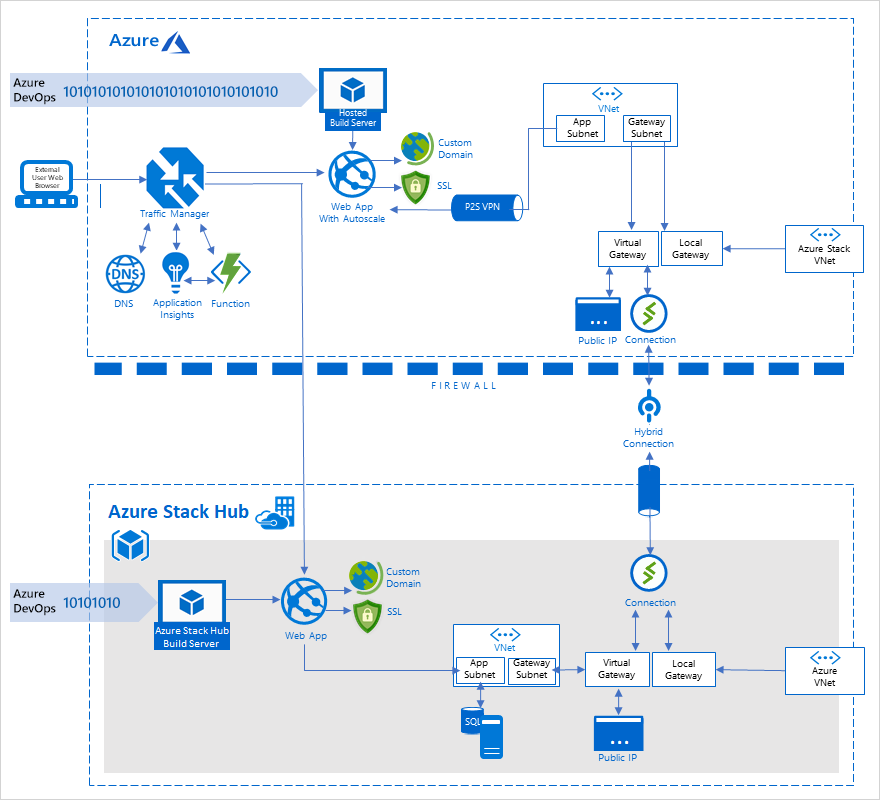 Azure
Azure
DevOps
1010101010101010101010101010
Hosted
Build Server
VNet
App
Subnet
Gateway
Subnet
Custom
Domain
External
User Web
Browser
SSL
Traffic Manager
Web App
With Autoscale
P2S VPN
Virtual
Gateway
Local
Gateway
Azure Stack
VNet
DNS
DNS
Application
Insights
Function
Public IP
Connection
FIREWALL
Hybrid
Connection
Azure Stack Hub
Azure
DevOps
10101010
Azure Stack Hub
Build Server
Web App
Custom
Domain
SSL
Connection
VNet
App
Subnet
Gateway
Subnet
Virtual
Gateway
Local
Gateway
Azure
VNet
SQL
Public IP